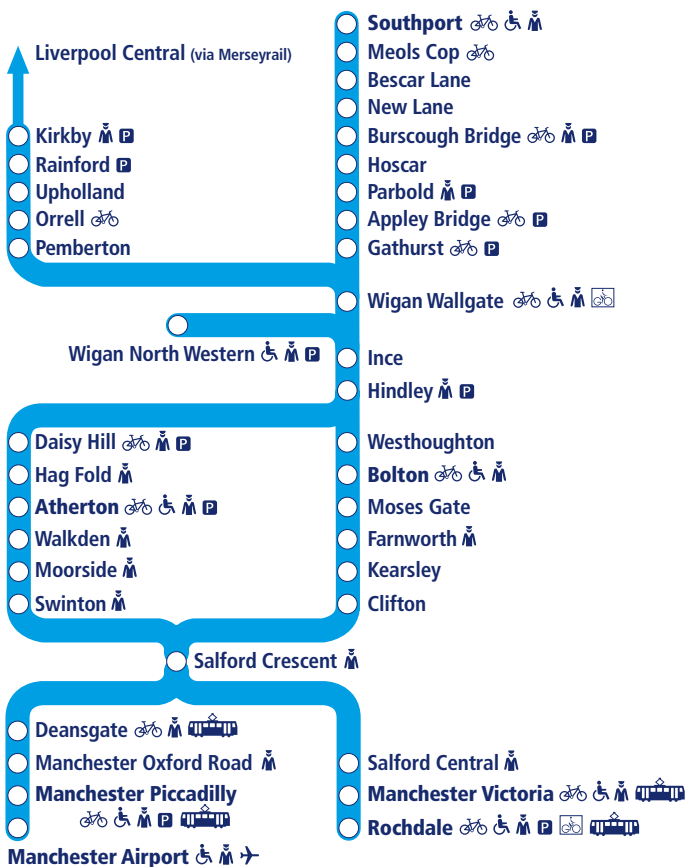 Liverpool Central (via Merseyrail)
Kirkby P
Rainford P
Upholland
Orrell
Pemberton
Southport
Meols Cop
Bescar Lane
New Lane
Burscough Bridge P
Hoscar
Parbold P
Appley Bridge P
Gathurst P
Wigan Wallgate
Wigan North Western P
Ince
Hindley P
Daisy Hill P
Hag Fold
Atherton P
Walkden
Moorside
Swinton
Westhoughton
Bolton
Moses Gate
Farnworth
Kearsley
Clifton
Salford Crescent
Deansgate
Manchester Oxford Road
Manchester Piccadilly
P
Manchester Airport
Salford Central
Manchester Victoria
Rochdale P